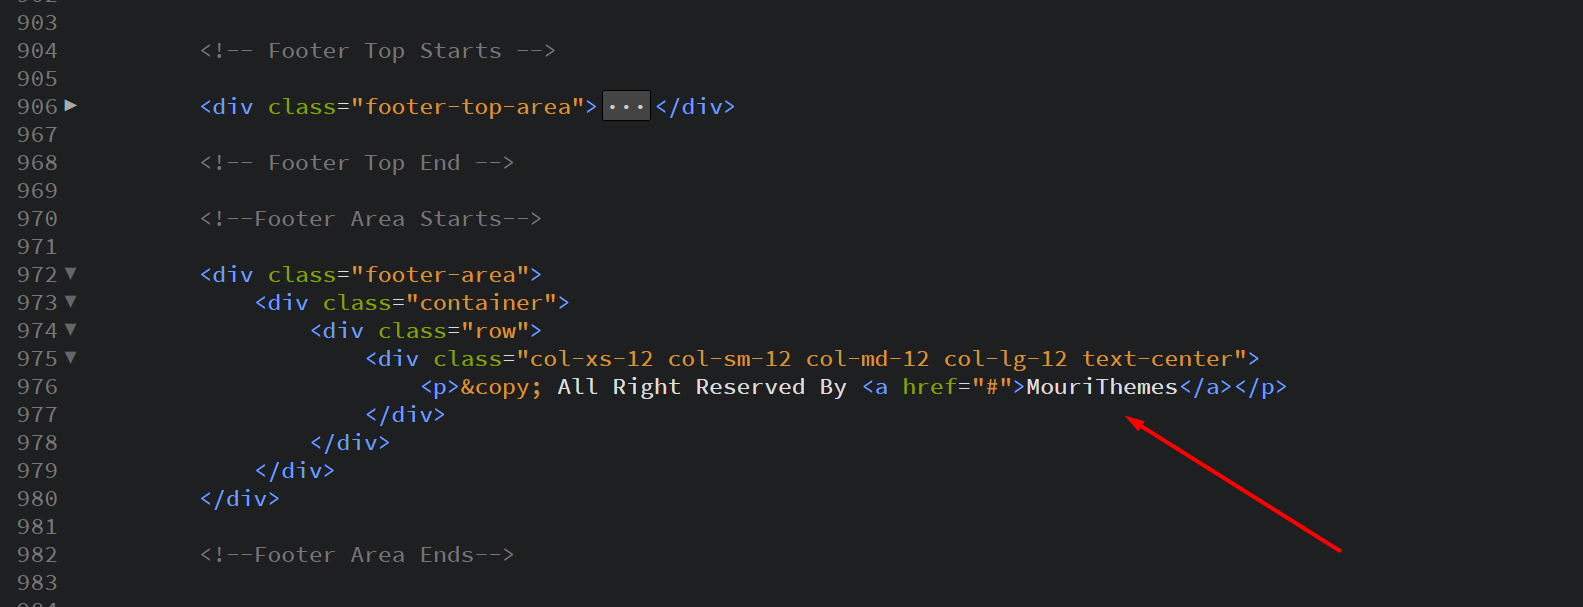 903
904 <!-- Footer Top Starts -->
905
906 <div class="footer-top-area">...</div>
967
968 <!-- Footer Top End -->
969
970 <!--Footer Area Starts-->
971
972 <div class="footer-area">
973 <div class="container">
974 <div class="row">
975 <div class="col-xs-12 col-sm-12 col-md-12 col-lg-12 text-center">
976 <p>&copy; All Right Reserved By <a href="#">MouriThemes</a></p>
977 </div>
978 </div>
979 </div>
980 </div>
981
982 <!--Footer Area Ends-->
983